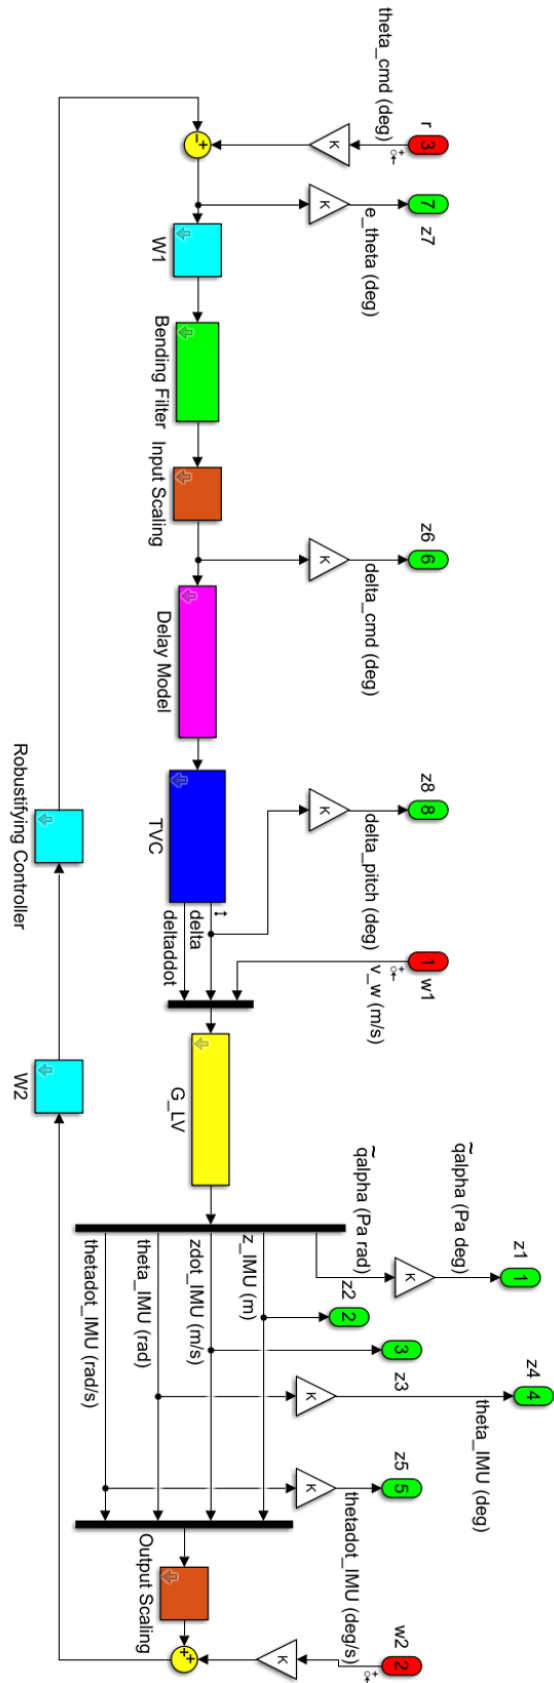 r
3
theta_cmd (deg)
K
+
−
z7
7
e_theta (deg)
K
W1
Bending Filter
Input Scaling
z6
6
delta_cmd (deg)
K
Delay Model
TVC
z8
8
delta_pitch (deg)
K
delta
deltaddot
w1
1
v_w (m/s)
G_LV
z1
1
~
qalpha (Pa deg)
K
~
qalpha (Pa rad)
z2
2
z_IMU (m)
3
z3
zdot_IMU (m/s)
z4
4
theta_IMU (deg)
K
theta_IMU (rad)
z5
5
thetadot_IMU (deg/s)
K
thetadot_IMU (rad/s)
Output Scaling
w2
2
K
+
+
W2
Robustifying Controller